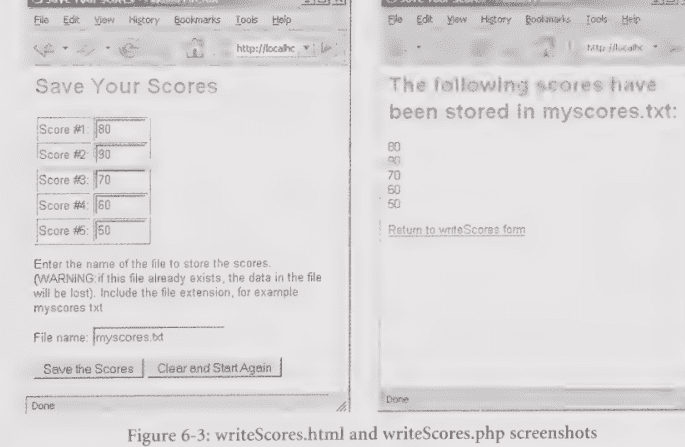 Save Your Scores
File Edit View History Bookmarks Tools Help
http://localhc
Save Your Scores
Score #1: 80
Score #2: 90
Score #3: 70
Score #4: 60
Score #5: 50
Enter the name of the file to store the scores.
(WARNING:if this file already exists, the data in the file
will be lost). Include the file extension, for example
myscores txt
File name: myscores.txt
Save the Scores Clear and Start Again
Done
File Edit View History Bookmarks Tools Help
http://localhc
The following scores have
been stored in myscores.txt:
80
90
70
60
50
Return to writeScores form
Done
Figure 6-3: writeScores.html and writeScores.php screenshots